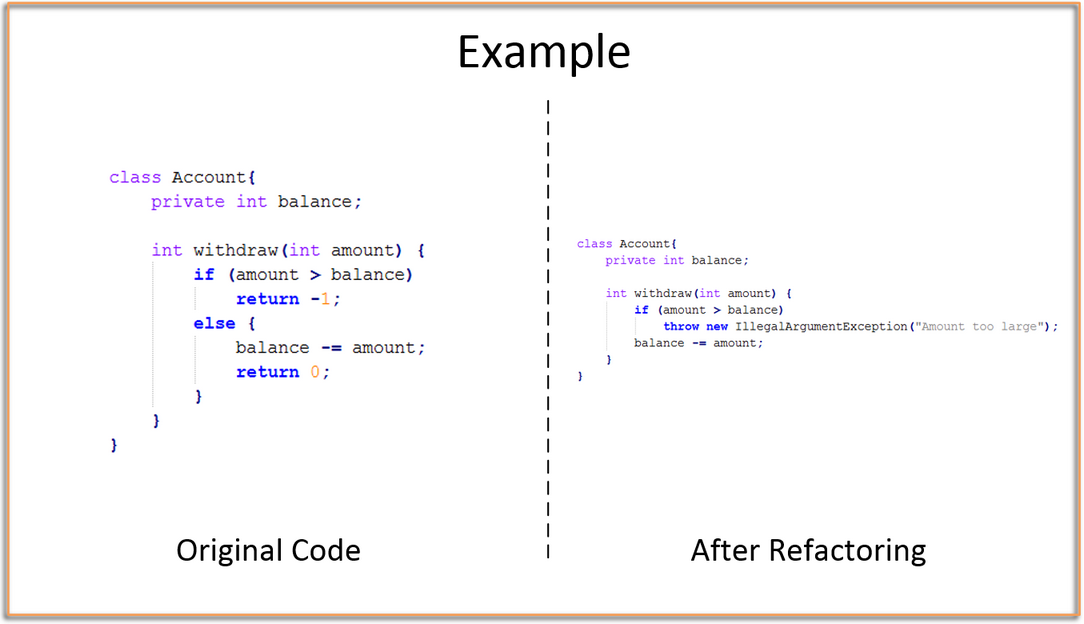 Example
class Account{
    private int balance;

    int withdraw(int amount) {
        if (amount > balance)
            return -1;
        else {
            balance -= amount;
            return 0;
        }
    }
}
Original Code
class Account{
    private int balance;

    int withdraw(int amount) {
        if (amount > balance)
            throw new IllegalArgumentException("Amount too large");
        balance -= amount;
    }
}
After Refactoring